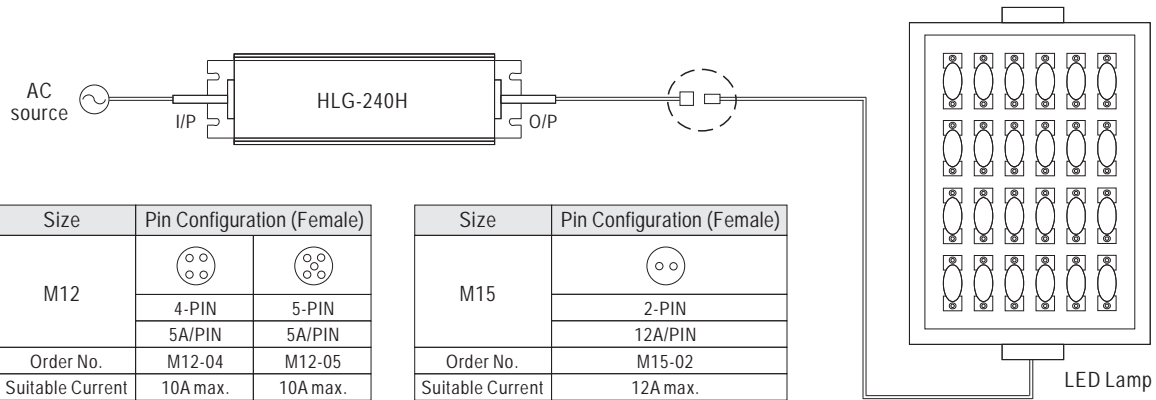 AC
source
I/P
HLG-240H
O/P
Size Pin Configuration (Female)
M12
4-PIN 5-PIN
5A/PIN 5A/PIN
Order No. M12-04 M12-05
Suitable Current 10A max. 10A max.
Size Pin Configuration (Female)
M15
2-PIN
12A/PIN
Order No. M15-02
Suitable Current 12A max.
LED Lamp